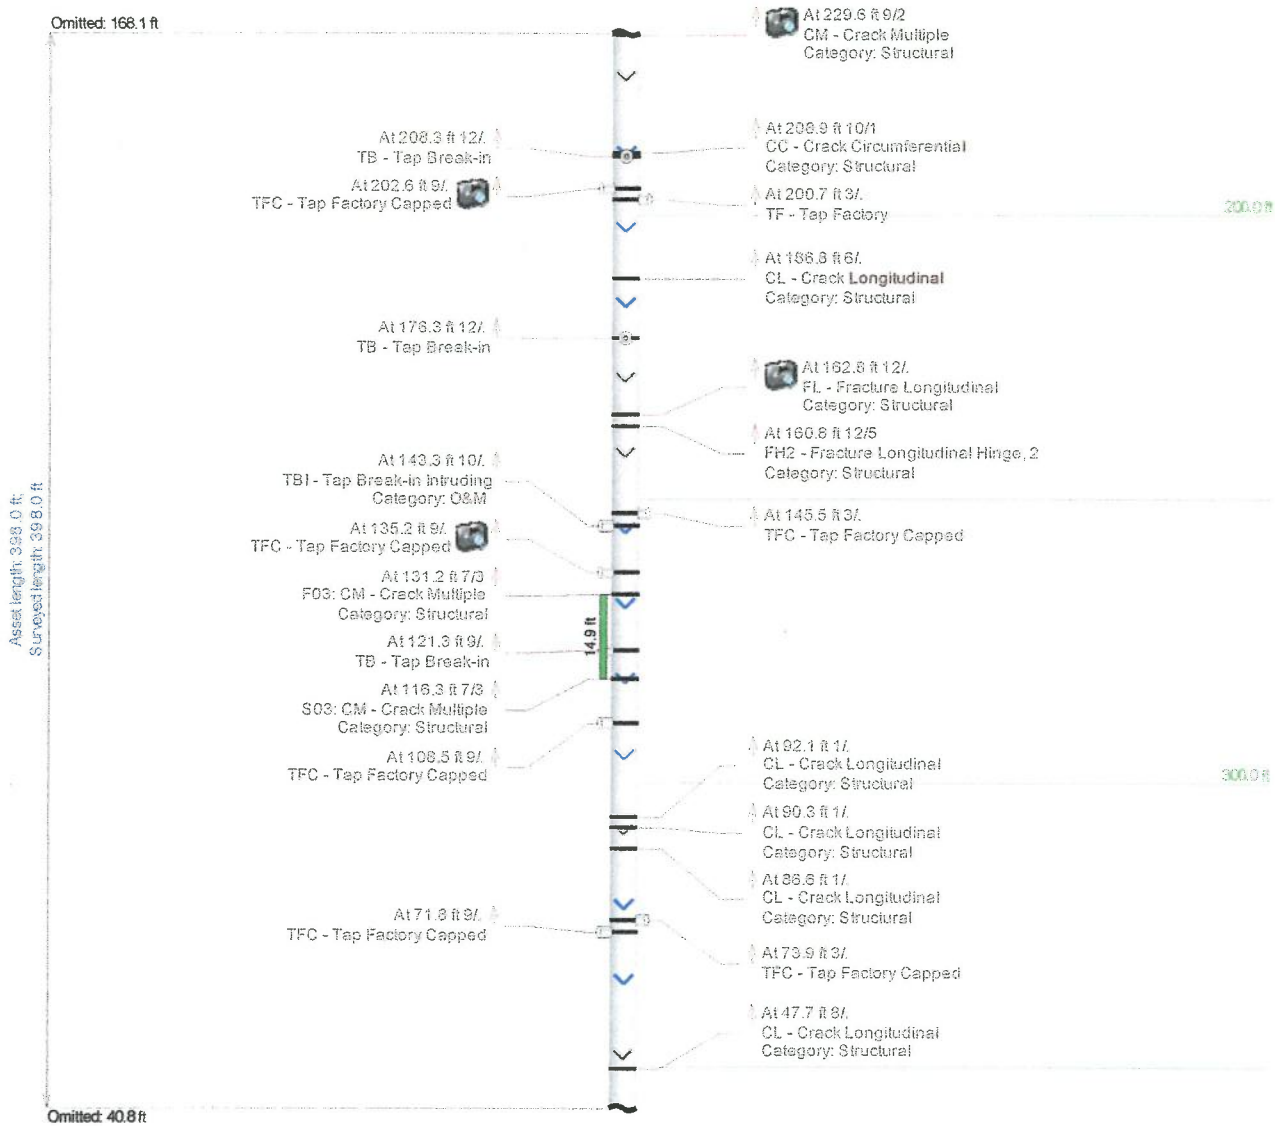 Omitted: 168.1 ft
At 229.6 ft 9/2
CM - Crack Multiple
Category: Structural
At 208.3 ft 12/.
TB - Tap Break-in
At 208.9 ft 10/1
CC - Crack Circumferential
Category: Structural
At 202.6 ft 9/.
TFC - Tap Factory Capped
At 200.7 ft 3/.
TF - Tap Factory
200.0 ft
At 186.8 ft 6/.
CL - Crack Longitudinal
Category: Structural
At 176.3 ft 12/.
TB - Tap Break-in
At 162.8 ft 12/.
FL - Fracture Longitudinal
Category: Structural
At 160.8 ft 12/5
FH2 - Fracture Longitudinal Hinge, 2
Category: Structural
At 143.3 ft 10/.
TBI - Tap Break-in Intruding
Category: O&M
At 145.5 ft 3/.
TFC - Tap Factory Capped
At 135.2 ft 9/.
TFC - Tap Factory Capped
At 131.2 ft 7/3
F03: CM - Crack Multiple
Category: Structural
14.9 ft
At 121.3 ft 9/.
TB - Tap Break-in
At 116.3 ft 7/3
S03: CM - Crack Multiple
Category: Structural
At 108.5 ft 9/.
TFC - Tap Factory Capped
Asset length: 398.0 ft;
Surveyed length: 398.0 ft
At 92.1 ft 1/.
CL - Crack Longitudinal
Category: Structural
300.0 ft
At 90.3 ft 1/.
CL - Crack Longitudinal
Category: Structural
At 86.6 ft 1/.
CL - Crack Longitudinal
Category: Structural
At 71.8 ft 9/.
TFC - Tap Factory Capped
At 73.9 ft 3/.
TFC - Tap Factory Capped
At 47.7 ft 8/.
CL - Crack Longitudinal
Category: Structural
Omitted: 40.8 ft